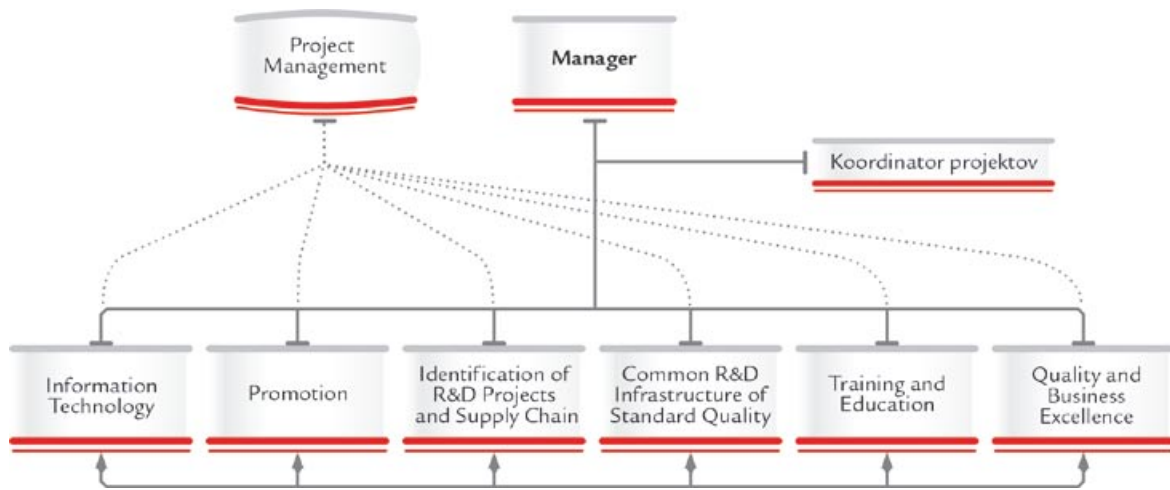 Project
Management
Manager
Koordinator projektov
Information
Technology
Promotion
Identification of
R&D Projects
and Supply Chain
Common R&D
Infrastructure of
Standard Quality
Training and
Education
Quality and
Business
Excellence